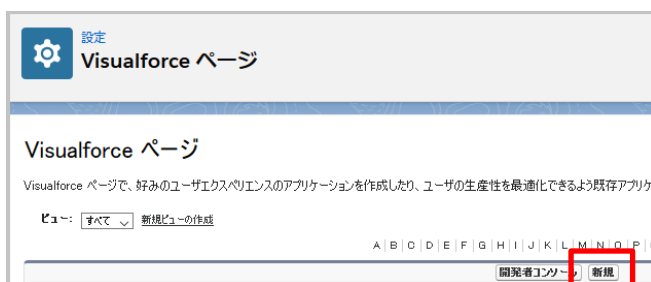 設定
Visualforce ページ
Visualforce ページ
Visualforce ページで、好みのユーザエクスペリエンスのアプリケーションを作成したり、ユーザの生産性を最適化できるよう既存アプリケ
ビュー: すべて 新規ビューの作成
A | B | C | D | E | F | G | H | I | J | K | L | M | N | O | P |
開発者コンソール 新規